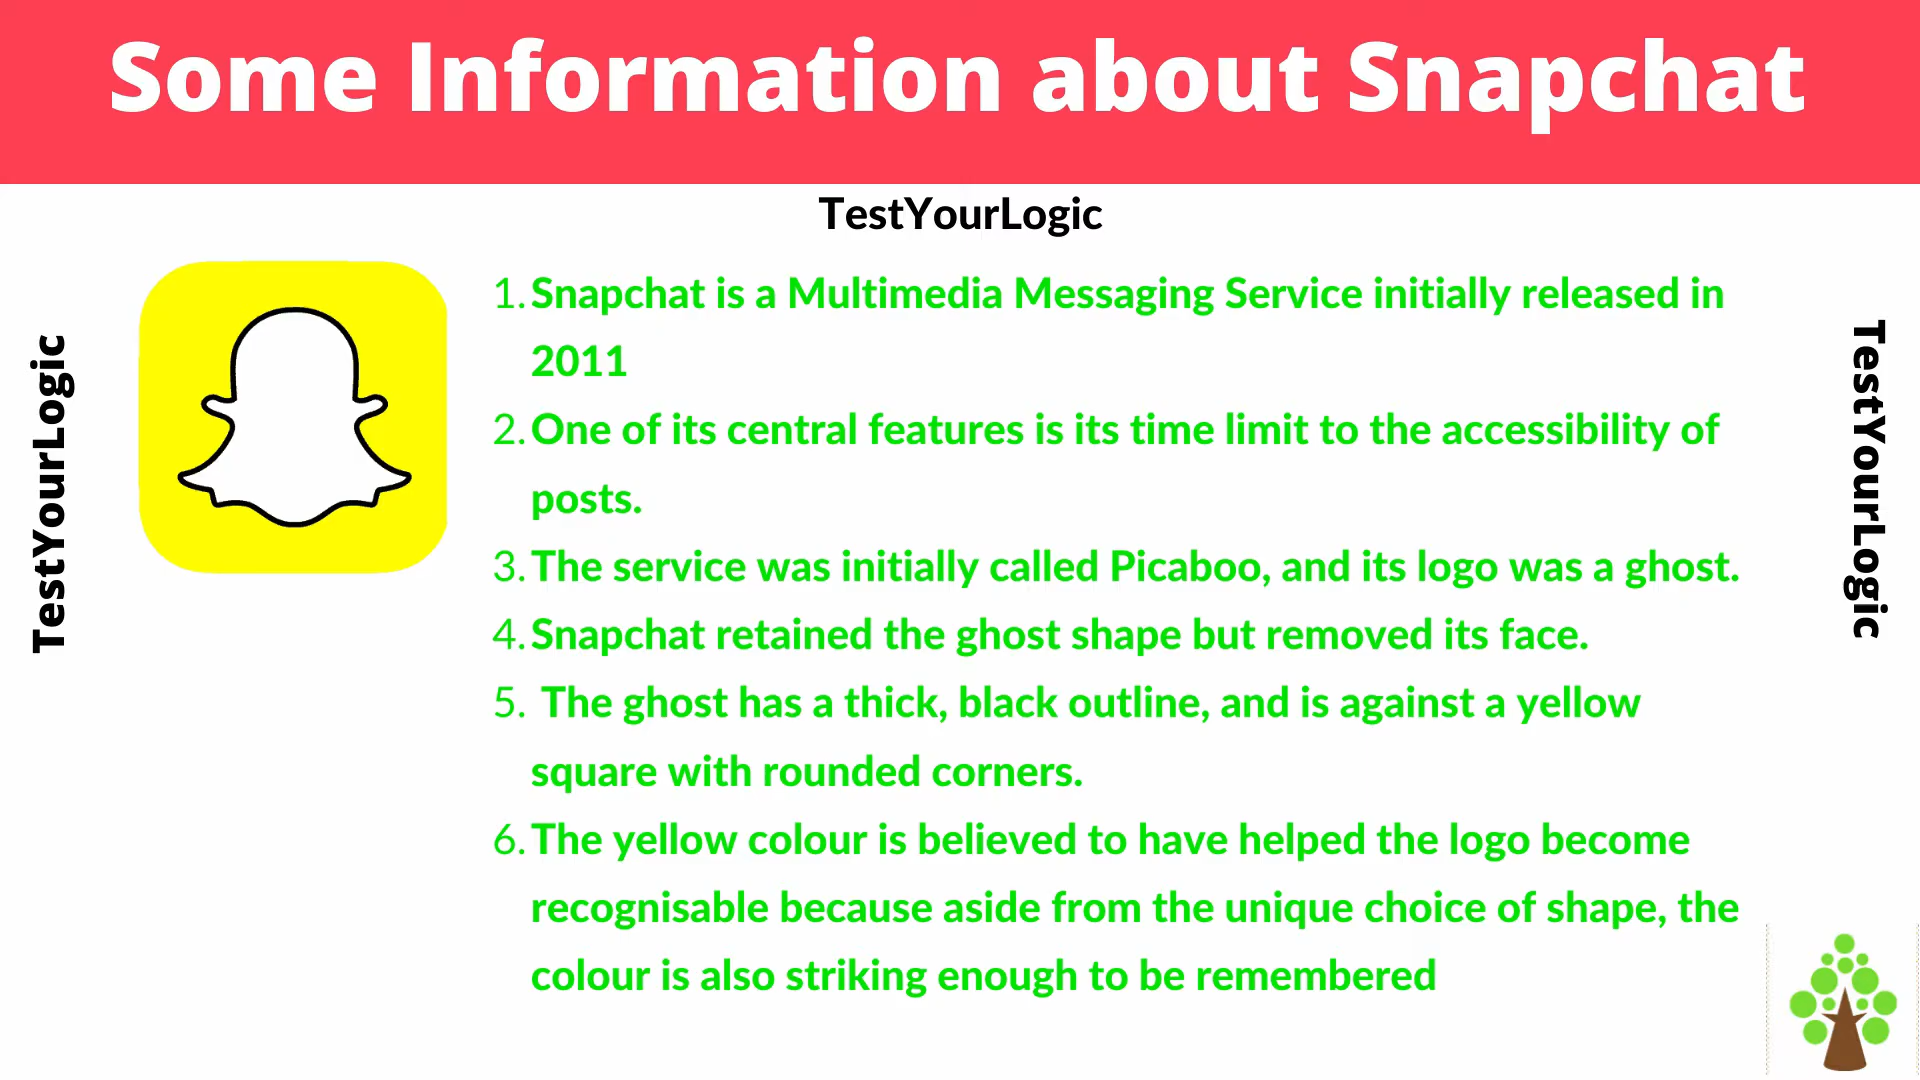 Some Information about Snapchat
TestYourLogic
TestYourLogic
1. Snapchat is a Multimedia Messaging Service initially released in
2011
2. One of its central features is its time limit to the accessibility of
posts.
3. The service was initially called Picaboo, and its logo was a ghost.
4. Snapchat retained the ghost shape but removed its face.
5. The ghost has a thick, black outline, and is against a yellow
square with rounded corners.
6. The yellow colour is believed to have helped the logo become
recognisable because aside from the unique choice of shape, the
colour is also striking enough to be remembered
TestYourLogic